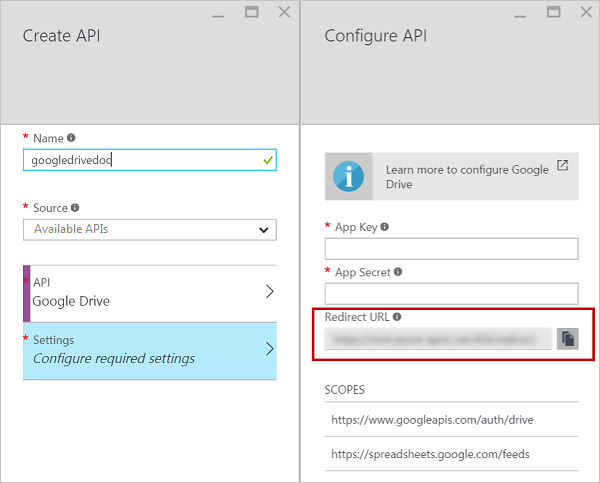 Create API
* Name
googledrivedoc
* Source
Available APIs
* API
Google Drive
* Settings
Configure required settings
Configure API
Learn more to configure Google
Drive
* App Key
* App Secret
Redirect URL
SCOPES
https://www.googleapis.com/auth/drive
https://spreadsheets.google.com/feeds